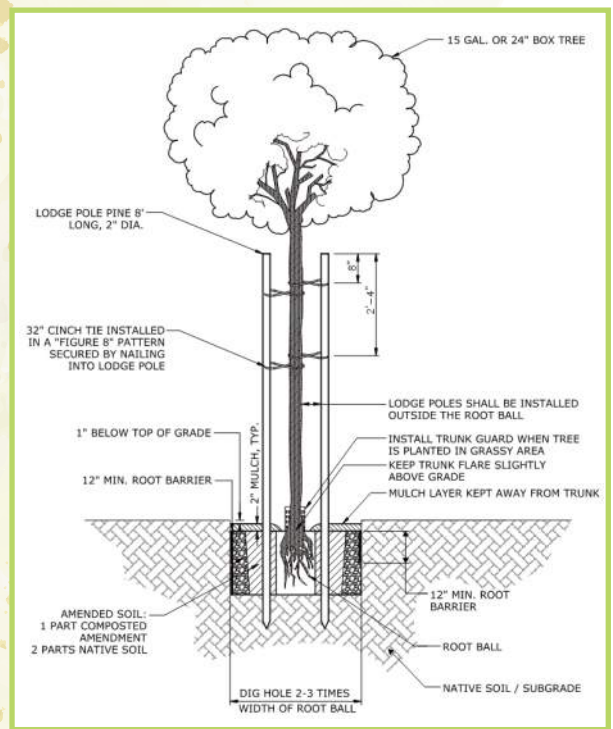 15 GAL. OR 24" BOX TREE
LODGE POLE PINE 8'
LONG, 2" DIA.
8"
2'-4"
32" CINCH TIE INSTALLED
IN A "FIGURE 8" PATTERN
SECURED BY NAILING
INTO LODGE POLE
LODGE POLES SHALL BE INSTALLED
OUTSIDE THE ROOT BALL
1" BELOW TOP OF GRADE
2" MULCH, TYP.
INSTALL TRUNK GUARD WHEN TREE
IS PLANTED IN GRASSY AREA
KEEP TRUNK FLARE SLIGHTLY
ABOVE GRADE
12" MIN. ROOT BARRIER
MULCH LAYER KEPT AWAY FROM TRUNK
12" MIN. ROOT
BARRIER
AMENDED SOIL:
1 PART COMPOSTED
AMENDMENT
2 PARTS NATIVE SOIL
ROOT BALL
NATIVE SOIL / SUBGRADE
DIG HOLE 2-3 TIMES
WIDTH OF ROOT BALL